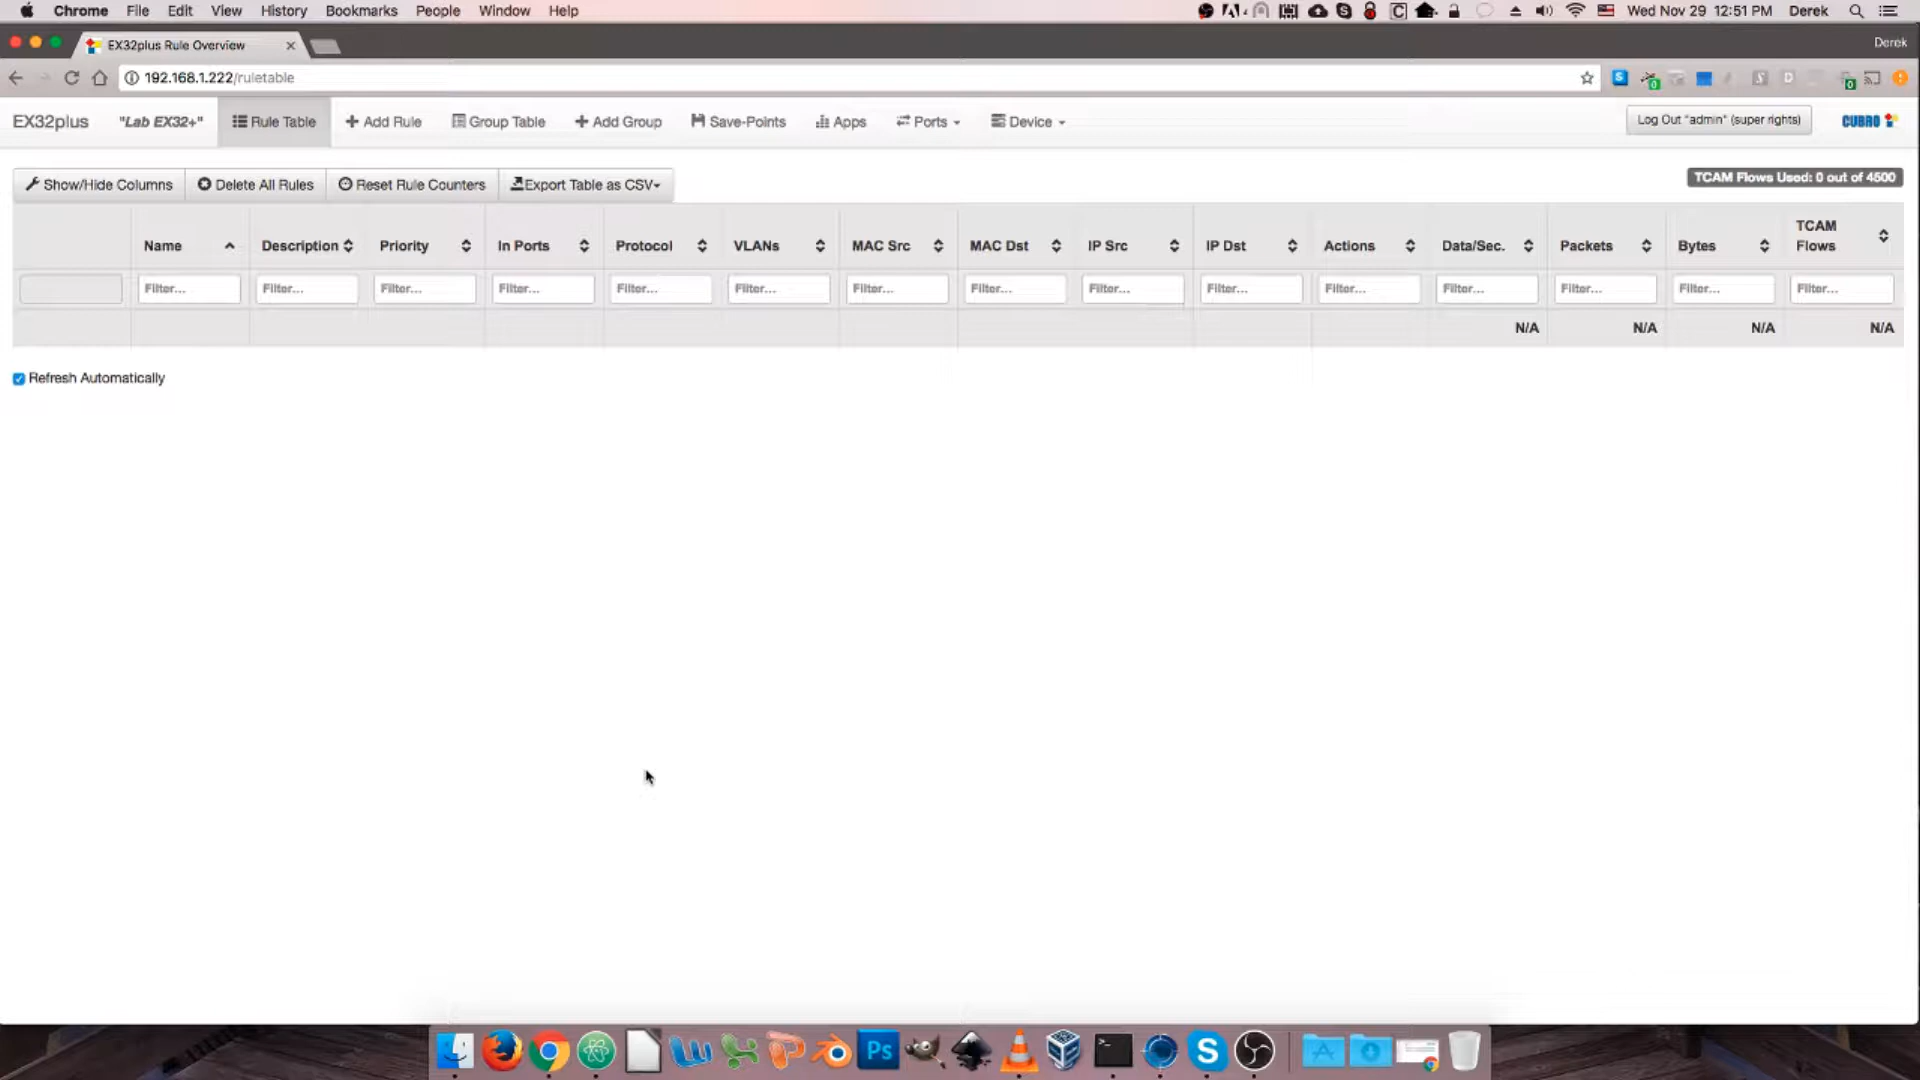 Chrome File Edit View History Bookmarks People Window Help Wed Nov 29 12:51 PM Derek
EX32plus Rule Overview Derek
192.168.1.222/ruletable
EX32plus "Lab EX32+" Rule Table + Add Rule Group Table + Add Group Save-Points Apps Ports Device Log Out "admin" (super rights) CUBRO
Show/Hide Columns Delete All Rules Reset Rule Counters Export Table as CSV TCAM Flows Used: 0 out of 4500
Name Description Priority In Ports Protocol VLANs MAC Src MAC Dst IP Src IP Dst Actions Data/Sec. Packets Bytes TCAM Flows
Filter... Filter... Filter... Filter... Filter... Filter... Filter... Filter... Filter... Filter... Filter... Filter... Filter... Filter... Filter...
N/A N/A N/A N/A
Refresh Automatically
Ps